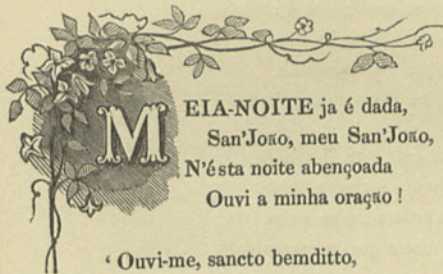 MEIA-NOITE ja é dada,
San'João, meu San'João,
N'ésta noite abençoada
Ouvi a minha oração!
‘ Ouvi-me, sancto bemditto,